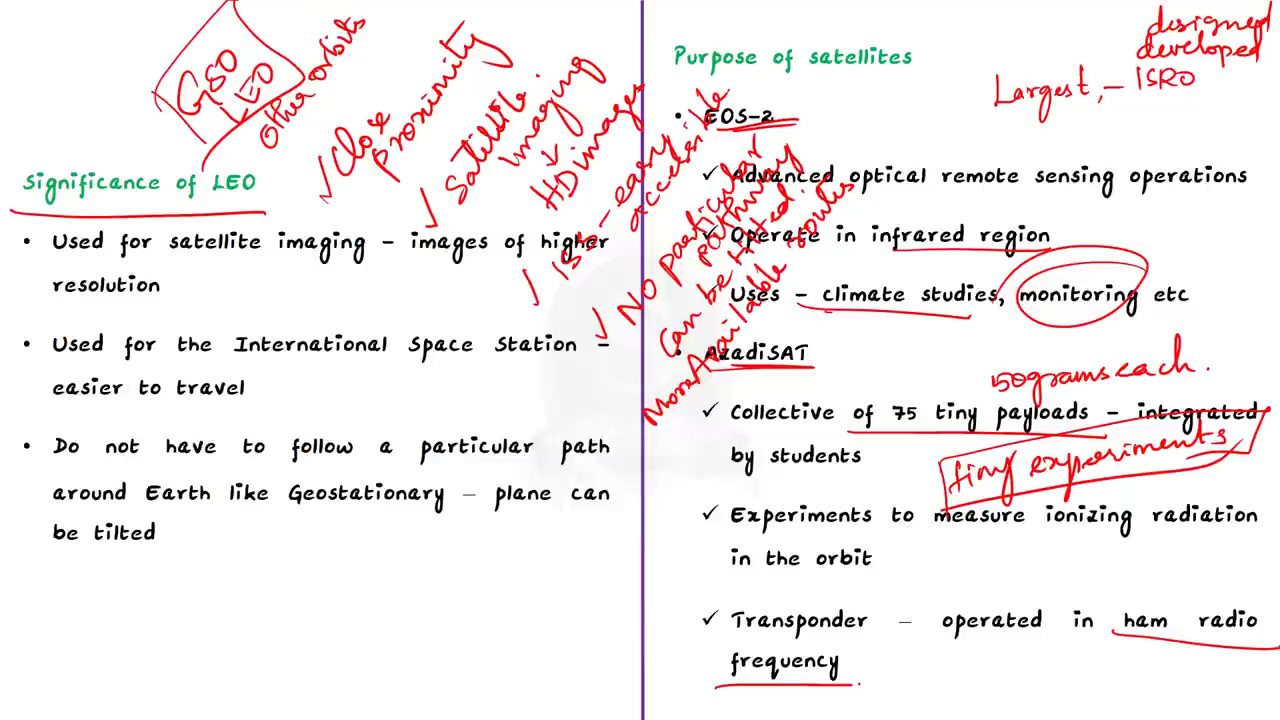 GSO
LEO
other orbits
✓ Close
proximity
✓ Satellite
Imaging
↓
HD images
✓ ISS - easy
accessible
✓ NO particular
pathway
Can be tilted
More Available routes
Significance of LEO
• Used for satellite imaging – images of higher
resolution
• Used for the International Space Station –
easier to travel
• Do not have to follow a particular path
around Earth like Geostationary – plane can
be tilted
designed
developed
Largest, - ISRO
Purpose of satellites
• EOS-2
✓ Advanced optical remote sensing operations
✓ Operate in infrared region
Uses – climate studies, monitoring etc
• AzadiSAT
50grams each.
✓ Collective of 75 tiny payloads – integrated
by students
tiny experiments
✓ Experiments to measure ionizing radiation
in the orbit
✓ Transponder – operated in ham radio
frequency